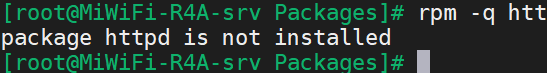 [root@MiWiFi-R4A-srv Packages]# rpm -q htt
package httpd is not installed
[root@MiWiFi-R4A-srv Packages]#